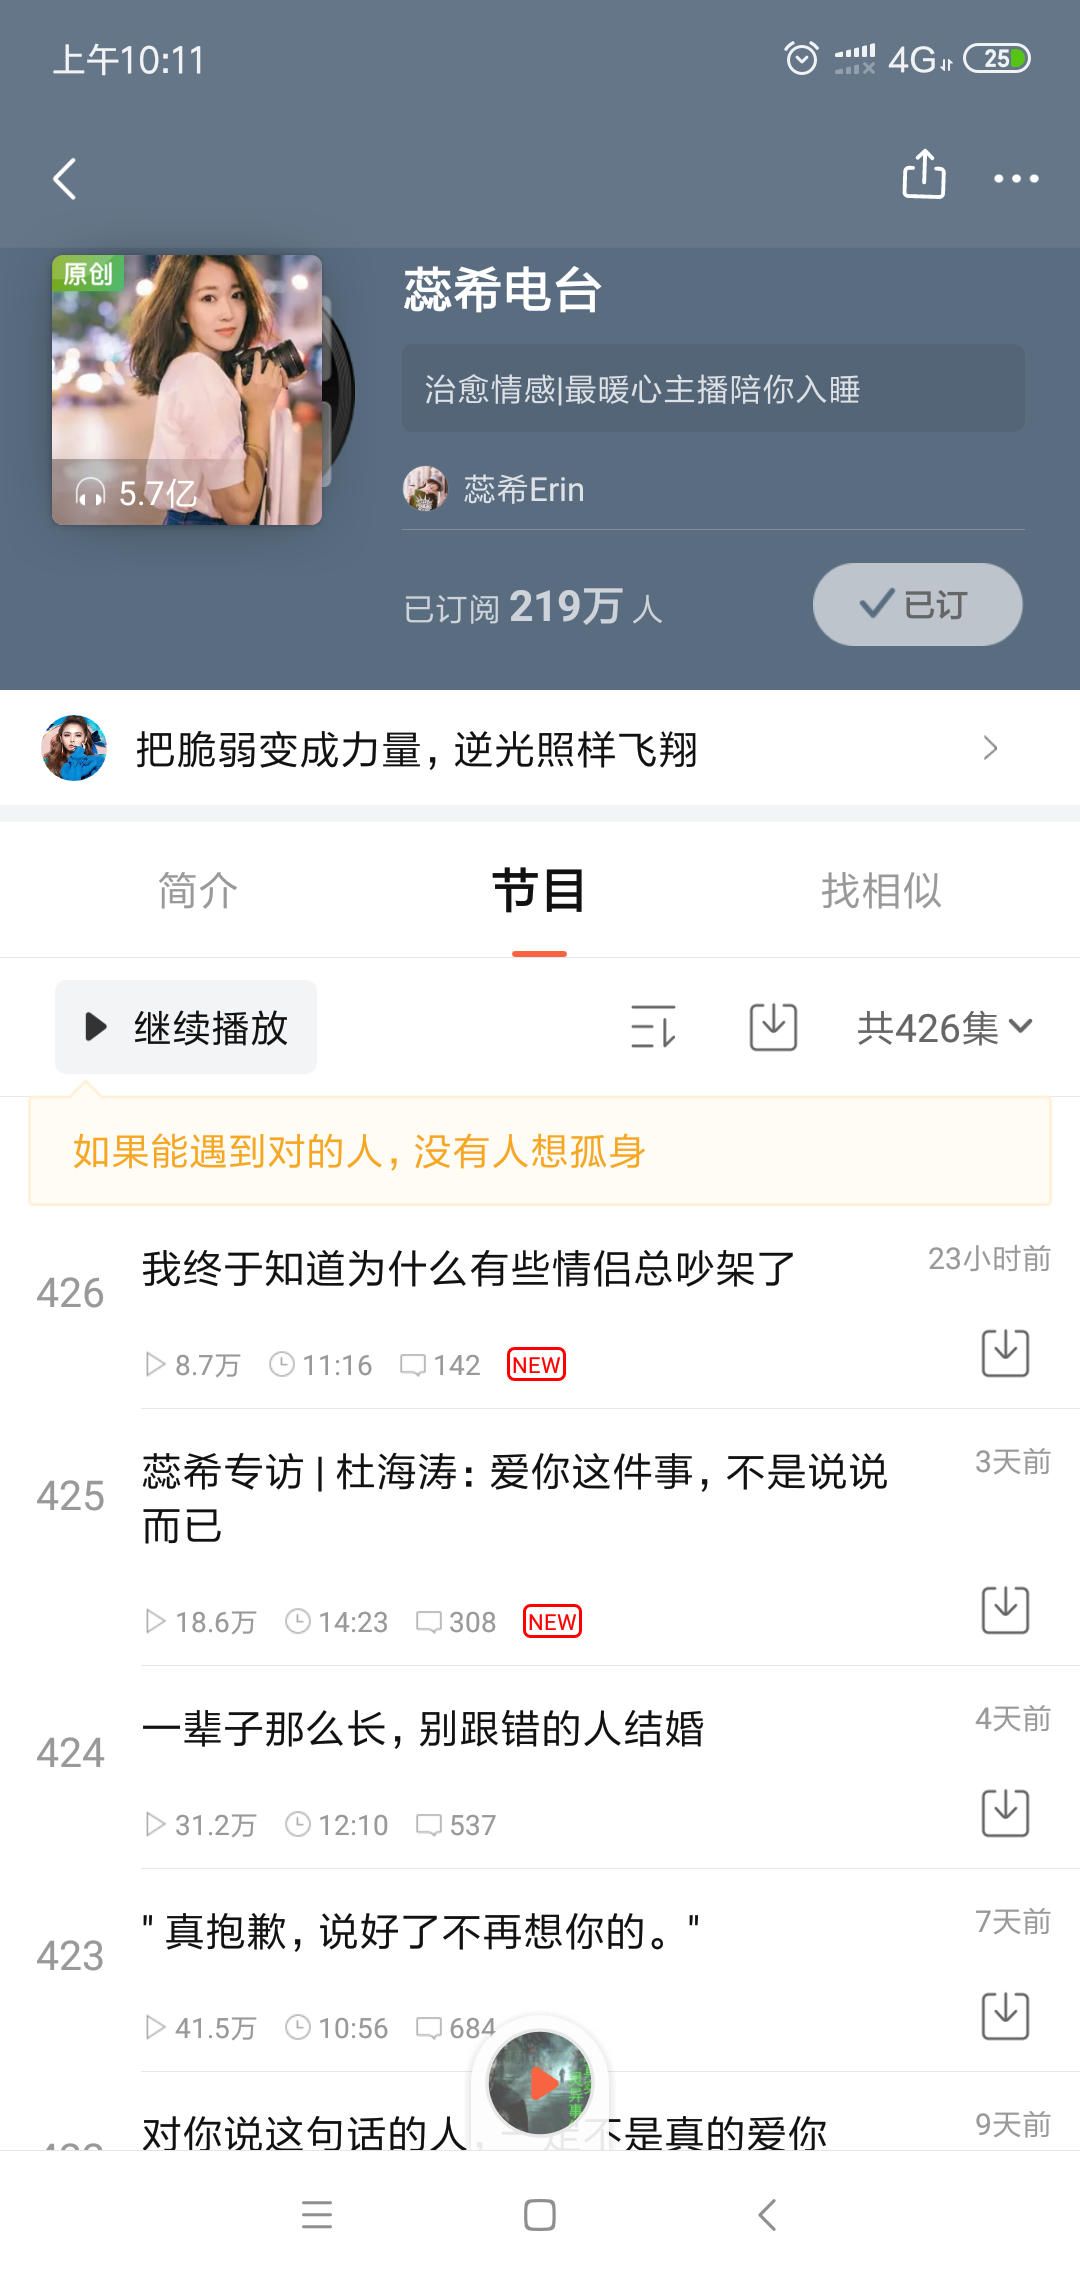 上午10:11
4G
25
原创
5.7亿
蕊希电台
治愈情感|最暖心主播陪你入睡
蕊希Erin
已订阅 219万 人
已订
把脆弱变成力量，逆光照样飞翔
简介
节目
找相似
继续播放
共426集
如果能遇到对的人，没有人想孤身
426
我终于知道为什么有些情侣总吵架了
23小时前
8.7万 11:16 142 NEW
425
蕊希专访 | 杜海涛：爱你这件事，不是说说
而已
3天前
18.6万 14:23 308 NEW
424
一辈子那么长，别跟错的人结婚
4天前
31.2万 12:10 537
423
" 真抱歉，说好了不再想你的。"
7天前
41.5万 10:56 684
对你说这句话的人，一定不是真的爱你
9天前